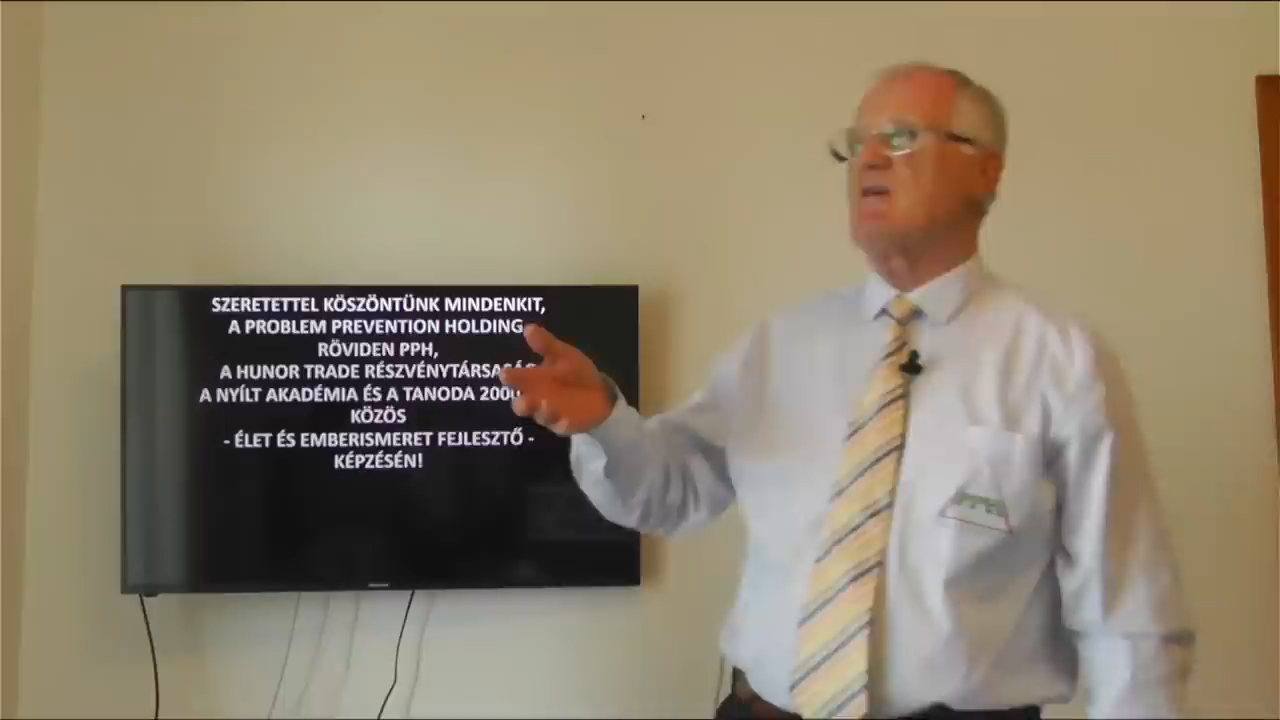 SZERETETTEL KÖSZÖNTÜNK MINDENKIT,
A PROBLEM PREVENTION HOLDING
RÖVIDEN PPH,
A HUNOR TRADE
A NYÍLT AKADÉMIA ÉS A TANODA
KÖZÖS
- ÉLET ÉS EMBERISMERET FEJLESZTŐ -
KÉPZÉSÉN!